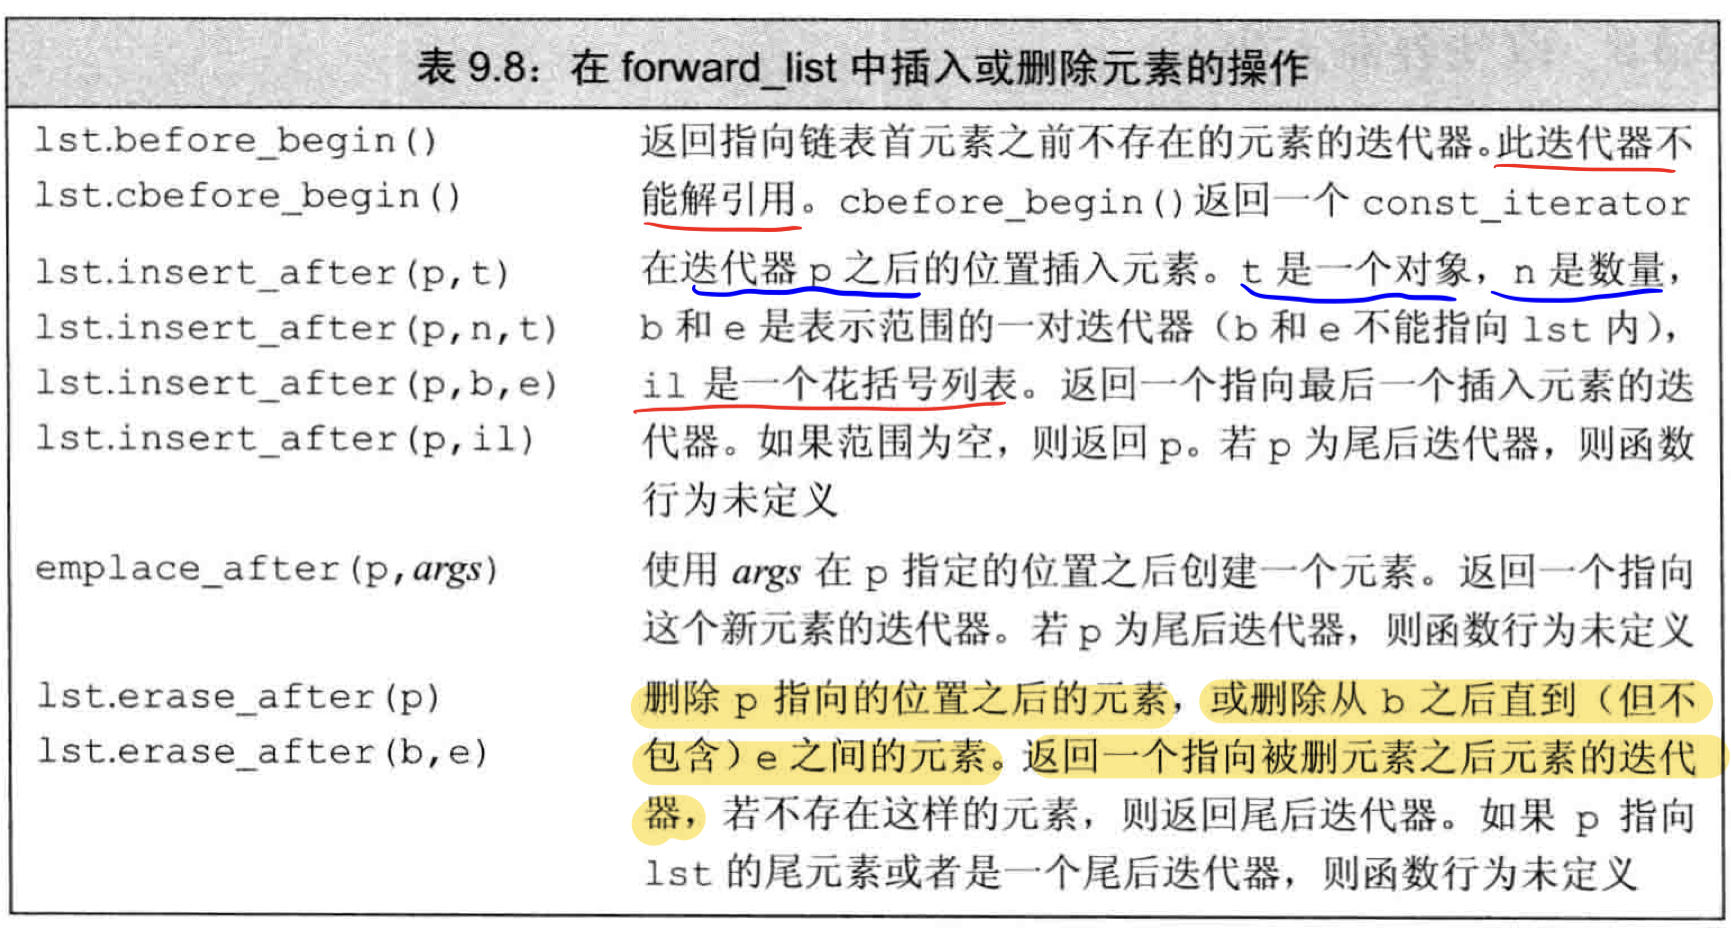 表 9.8：在 forward_list 中插入或删除元素的操作
lst.before_begin() 返回指向链表首元素之前不存在的元素的迭代器。此迭代器不
lst.cbefore_begin() 能解引用。cbefore_begin()返回一个 const_iterator
lst.insert_after(p,t) 在迭代器 p 之后的位置插入元素。t 是一个对象，n 是数量，
lst.insert_after(p,n,t) b 和 e 是表示范围的一对迭代器（b 和 e 不能指向 lst 内），
lst.insert_after(p,b,e) il 是一个花括号列表。返回一个指向最后一个插入元素的迭
lst.insert_after(p,il) 代器。如果范围为空，则返回 p。若 p 为尾后迭代器，则函数
行为未定义
emplace_after(p,args) 使用 args 在 p 指定的位置之后创建一个元素。返回一个指向
这个新元素的迭代器。若 p 为尾后迭代器，则函数行为未定义
lst.erase_after(p) 删除 p 指向的位置之后的元素，或删除从 b 之后直到（但不
lst.erase_after(b,e) 包含）e 之间的元素。返回一个指向被删元素之后元素的迭代
器，若不存在这样的元素，则返回尾后迭代器。如果 p 指向
lst 的尾元素或者是一个尾后迭代器，则函数行为未定义